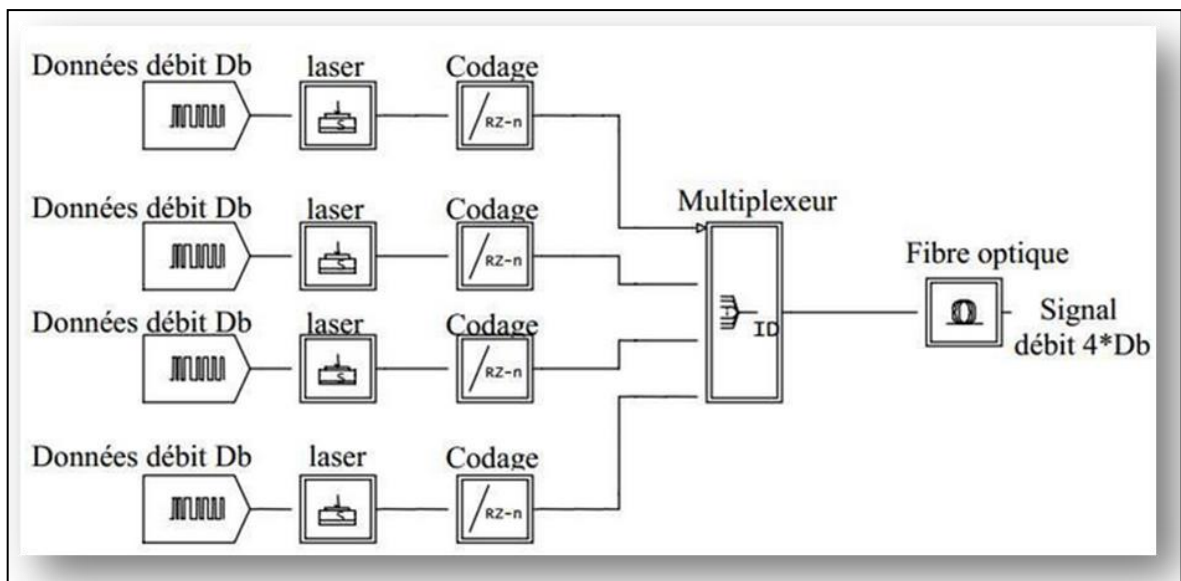 Données débit Db
laser
Codage
RZ-n
Données débit Db
laser
Codage
RZ-n
Multiplexeur
ID
Fibre optique
Signal
débit 4*Db
Données débit Db
laser
Codage
RZ-n
Données débit Db
laser
Codage
RZ-n